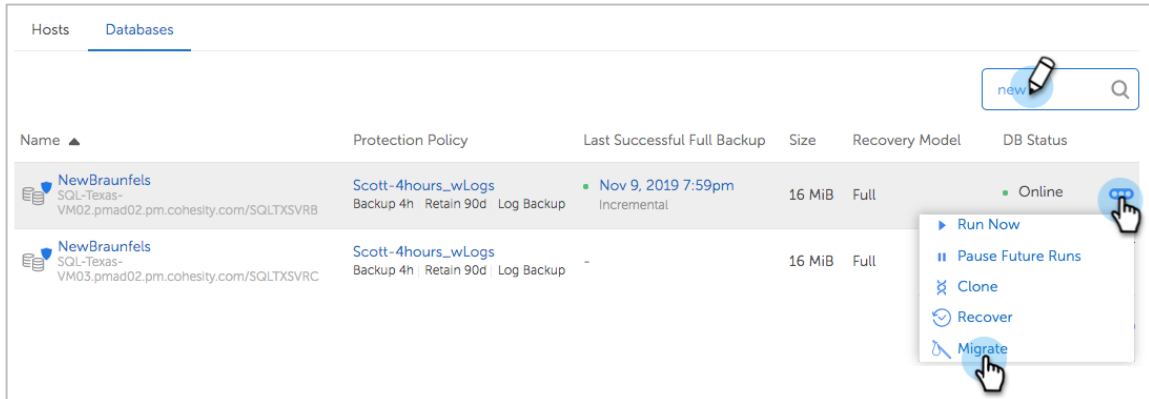 Hosts Databases
new
Name Protection Policy Last Successful Full Backup Size Recovery Model DB Status
NewBraunfels
SQL-Texas-
VM02.pmad02.pm.cohesity.com/SQLTXSVRB
Scott-4hours_wLogs
Backup 4h Retain 90d Log Backup
Nov 9, 2019 7:59pm
Incremental
16 MiB
Full
Online
NewBraunfels
SQL-Texas-
VM03.pmad02.pm.cohesity.com/SQLTXSVRC
Scott-4hours_wLogs
Backup 4h Retain 90d Log Backup
-
16 MiB
Full
Run Now
Pause Future Runs
Clone
Recover
Migrate